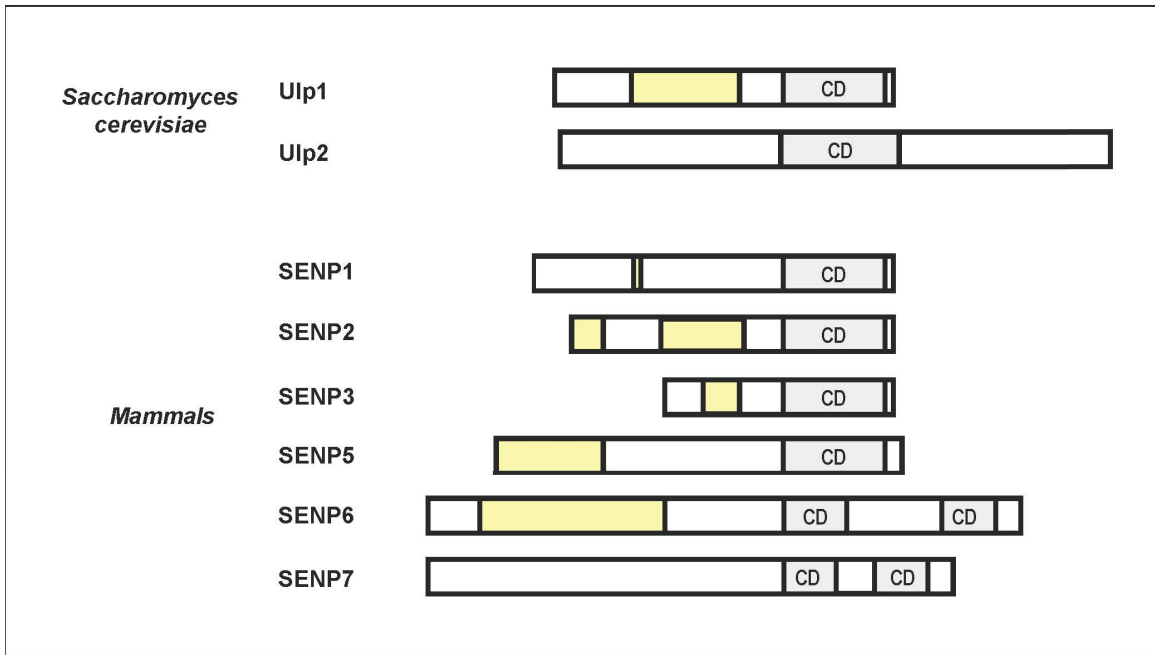 Saccharomyces
cerevisiae
Ulp1
CD
Ulp2
CD
Mammals
SENP1
CD
SENP2
CD
SENP3
CD
SENP5
CD
SENP6
CD CD
SENP7
CD CD